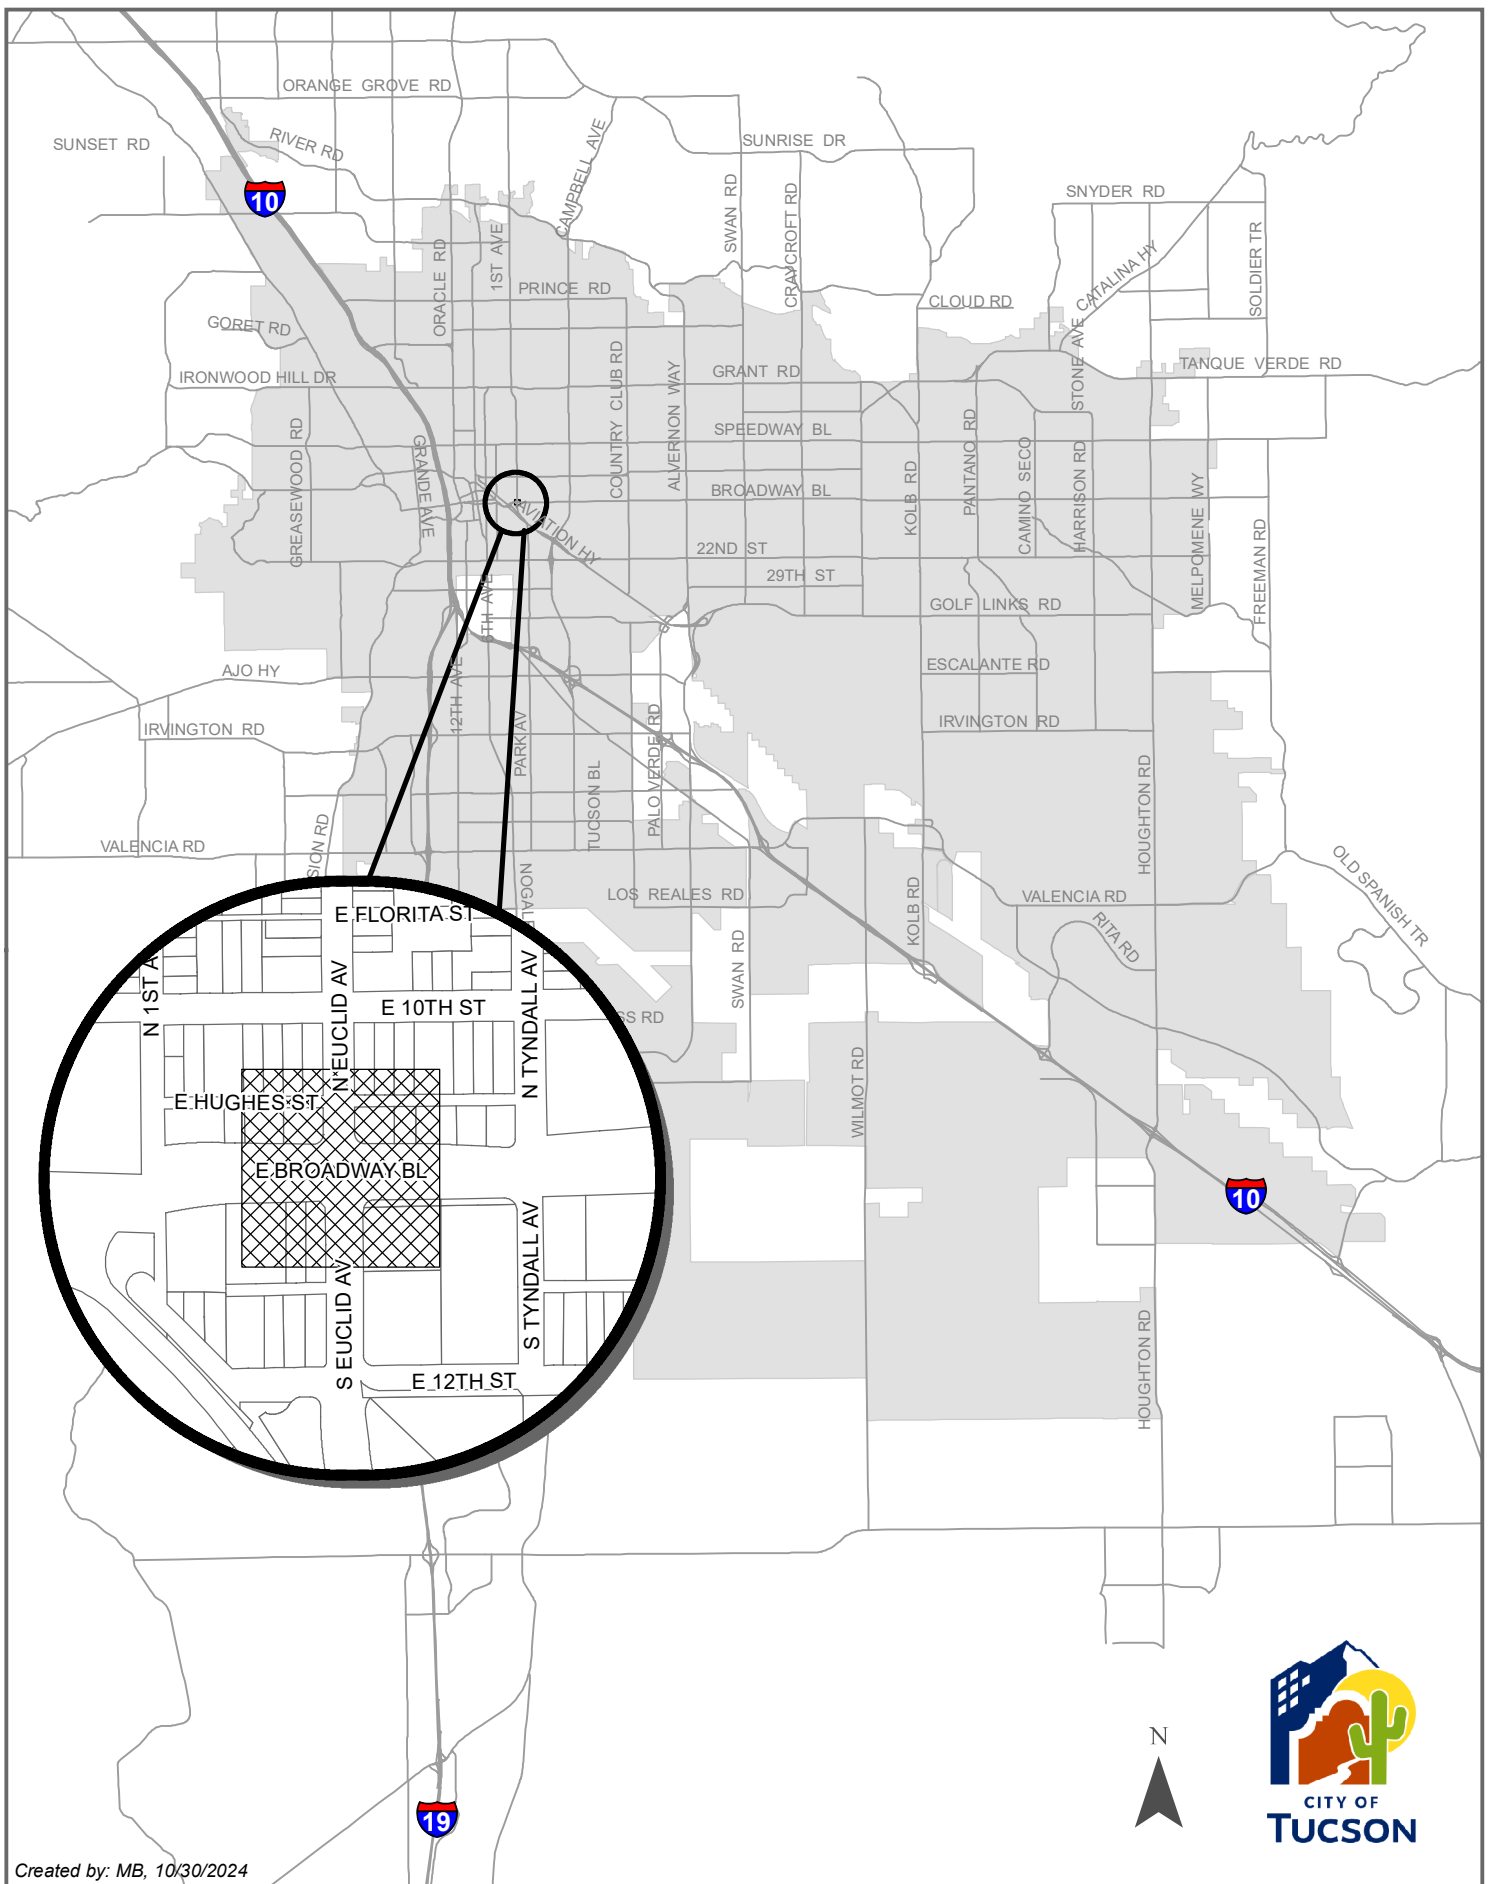 ORANGE GROVE RD
SUNSET RD
RIVER RD
CAMPBELL AVE
SUNRISE DR
10
SWAN RD
CRAYCROFT RD
SNYDER RD
SOLDIER TR
ORACLE RD
1ST AVE
PRINCE RD
CATALINA HY
CLOUD RD
GORET RD
STONE AVE
TANQUE VERDE RD
IRONWOOD HILL DR
COUNTRY CLUB RD
ALVERNON WAY
GRANT RD
GREASEWOOD RD
GRANDE AVE
SPEEDWAY BL
KOLB RD
PANTANO RD
CAMINO SECO
HARRISON RD
BROADWAY BL
AVIATION HY
MELPOMENE WY
FREEMAN RD
22ND ST
29TH ST
6TH AVE
GOLF LINKS RD
AJO HY
12TH AVE
ESCALANTE RD
IRVINGTON RD
PARK AV
PALO VERDE RD
IRVINGTON RD
TUCSON BL
HOUGHTON RD
VALENCIA RD
SION RD
OLD SPANISH TR
NOGAL
LOS REALES RD
KOLB RD
VALENCIA RD
RITA RD
SWAN RD
SS RD
WILMOT RD
E FLORITA ST
N 1ST A
N EUCLID AV
E 10TH ST
N TYNDALL AV
E HUGHES ST
E BROADWAY BL
S EUCLID AV
S TYNDALL AV
E 12TH ST
10
HOUGHTON RD
N
19
CITY OF
TUCSON
Created by: MB, 10/30/2024